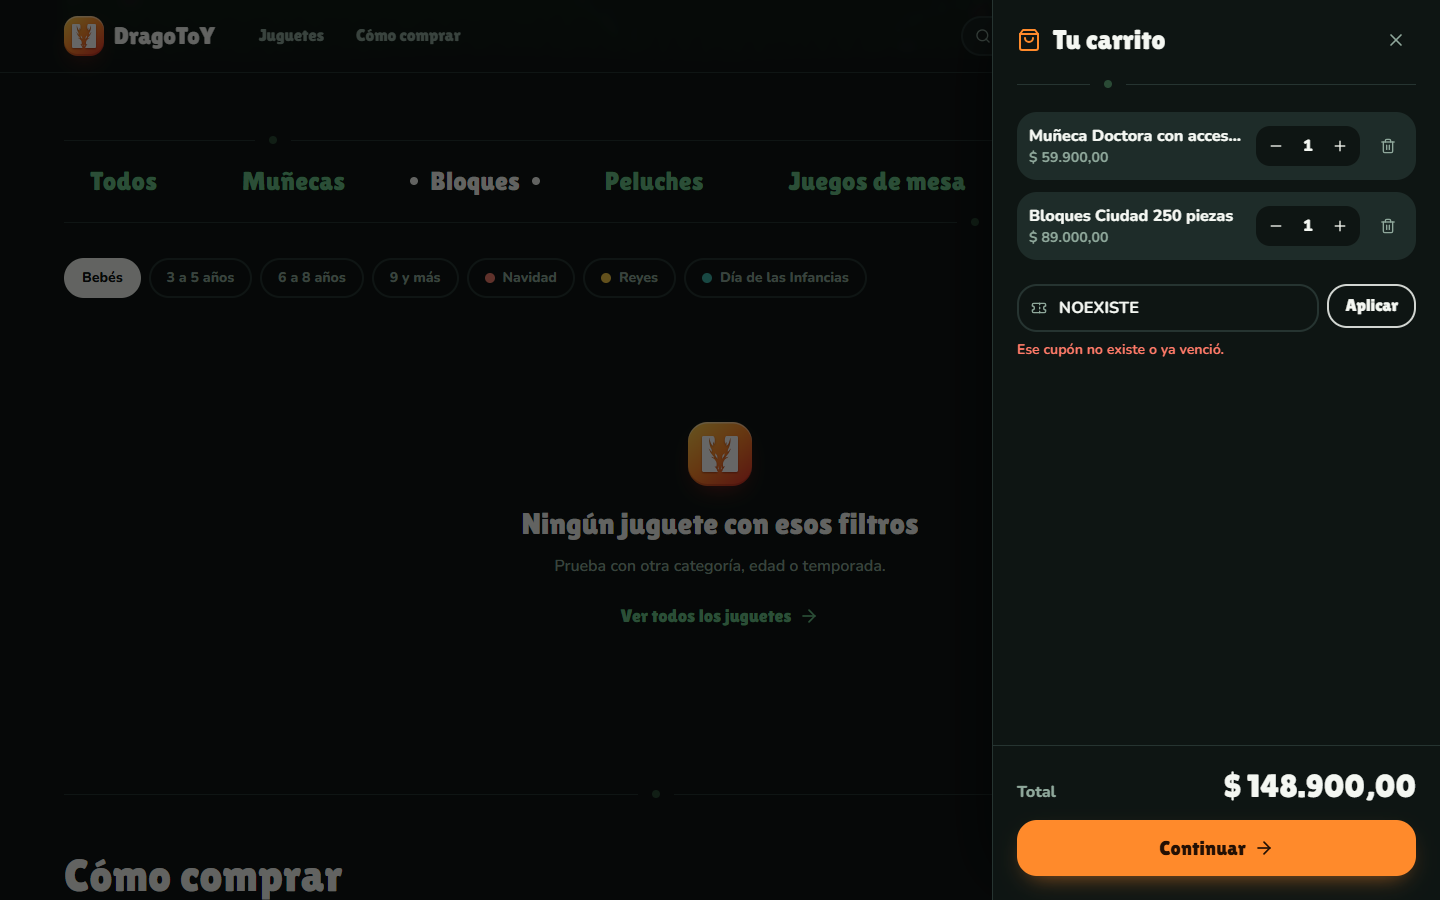 DragoToY
Juguetes
Cómo comprar
Todos
Muñecas
Bloques
Peluches
Juegos de mesa
Bebés
3 a 5 años
6 a 8 años
9 y más
Navidad
Reyes
Día de las Infancias
Ningún juguete con esos filtros
Prueba con otra categoría, edad o temporada.
Ver todos los juguetes
Cómo comprar
Tu carrito
Muñeca Doctora con acces...
$ 59.900,00
1
Bloques Ciudad 250 piezas
$ 89.000,00
1
NOEXISTE
Aplicar
Ese cupón no existe o ya venció.
Total
$ 148.900,00
Continuar